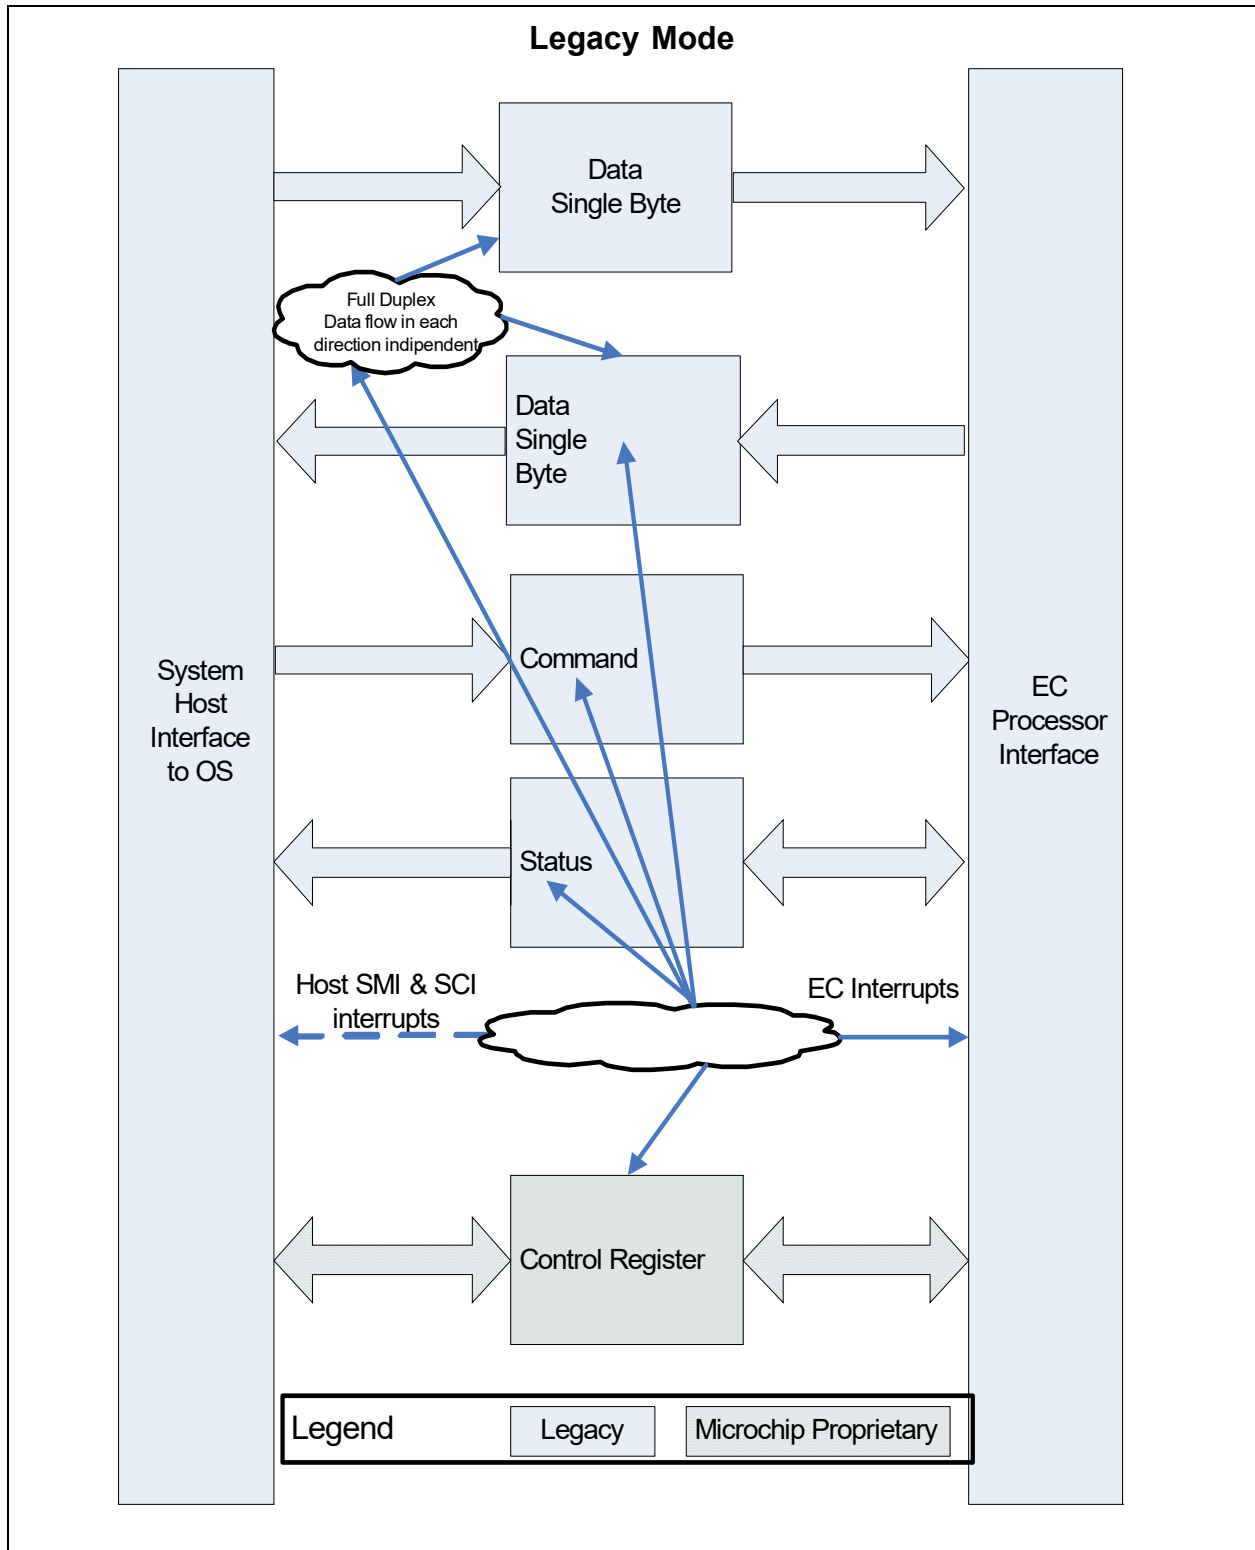 Legacy Mode
Data
Single Byte
Full Duplex
Data flow in each
direction indipendent
Data
Single
Byte
System
Host
Interface
to OS
Command
EC
Processor
Interface
Status
Host SMI & SCI
interrupts
EC Interrupts
Control Register
Legend
Legacy
Microchip Proprietary